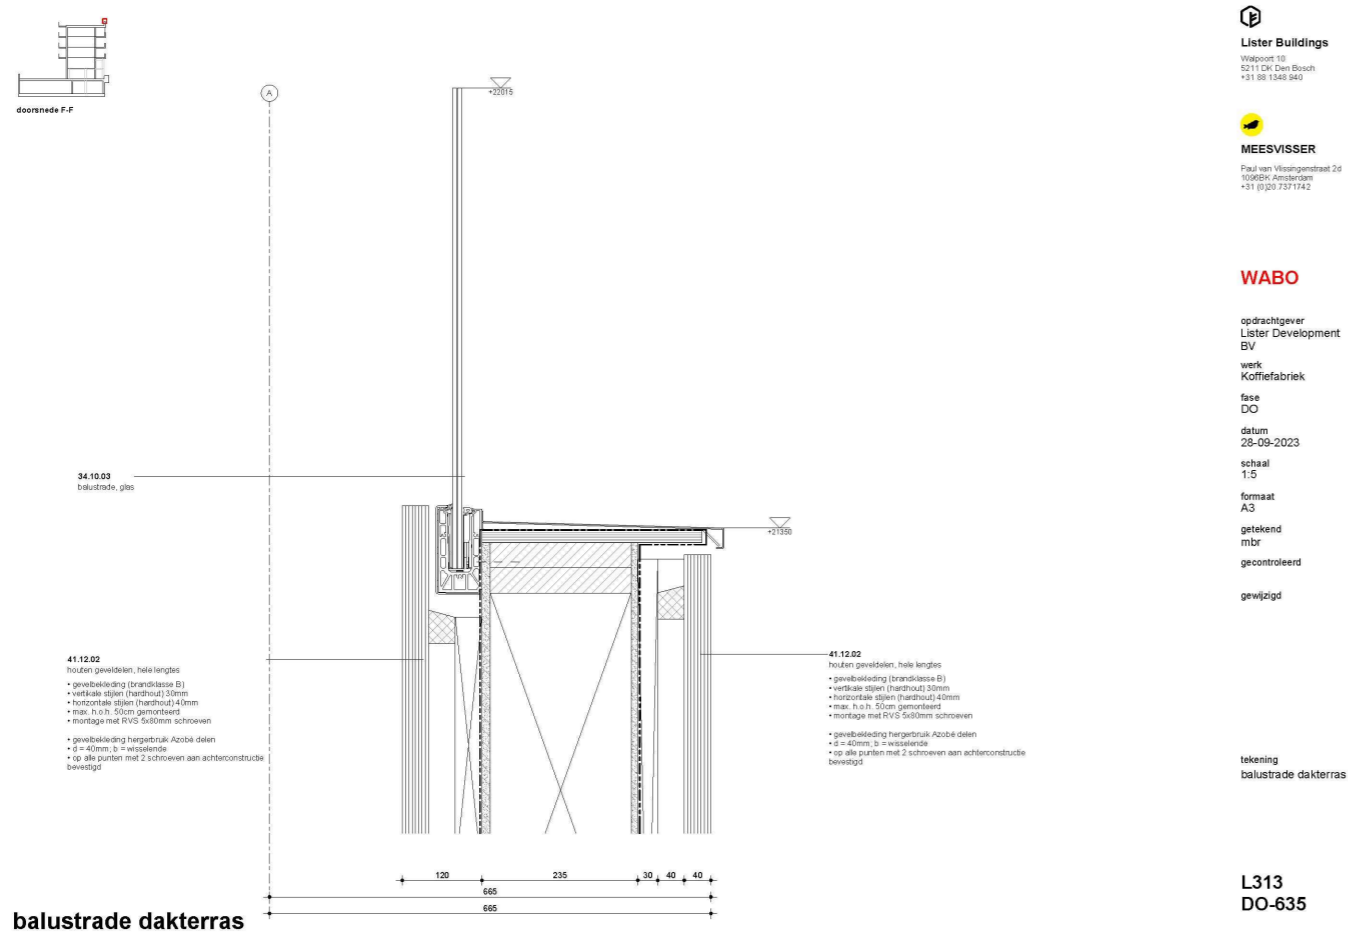 doorsnede F-F
A
+22015
34.10.03
balustrade, glas
+21350
41.12.02
houten geveldelen, hele lengtes
• gevelbekleding (brandklasse B)
• vertikale stijlen (hardhout) 30mm
• horizontale stijlen (hardhout) 40mm
• max. h.o.h. 50cm gemonteerd
• montage met RVS 5x80mm schroeven
• gevelbekleding hergerbruik Azobé delen
• d = 40mm; b = wisselende
• op alle punten met 2 schroeven aan achterconstructie
bevestigd
41.12.02
houten geveldelen, hele lengtes
• gevelbekleding (brandklasse B)
• vertikale stijlen (hardhout) 30mm
• horizontale stijlen (hardhout) 40mm
• max. h.o.h. 50cm gemonteerd
• montage met RVS 5x80mm schroeven
• gevelbekleding hergerbruik Azobé delen
• d = 40mm; b = wisselende
• op alle punten met 2 schroeven aan achterconstructie
bevestigd
120
235
30
40
40
665
665
balustrade dakterras
Lister Buildings
Walpoort 10
5211 DK Den Bosch
+31 88 1348 940
MEESVISSER
Paul van Vlissingenstraat 2d
1096BK Amsterdam
+31 (0)20 7371742
WABO
opdrachtgever
Lister Development
BV
werk
Koffiefabriek
fase
DO
datum
28-09-2023
schaal
1:5
formaat
A3
getekend
mbr
gecontroleerd
gewijzigd
tekening
balustrade dakterras
L313
DO-635